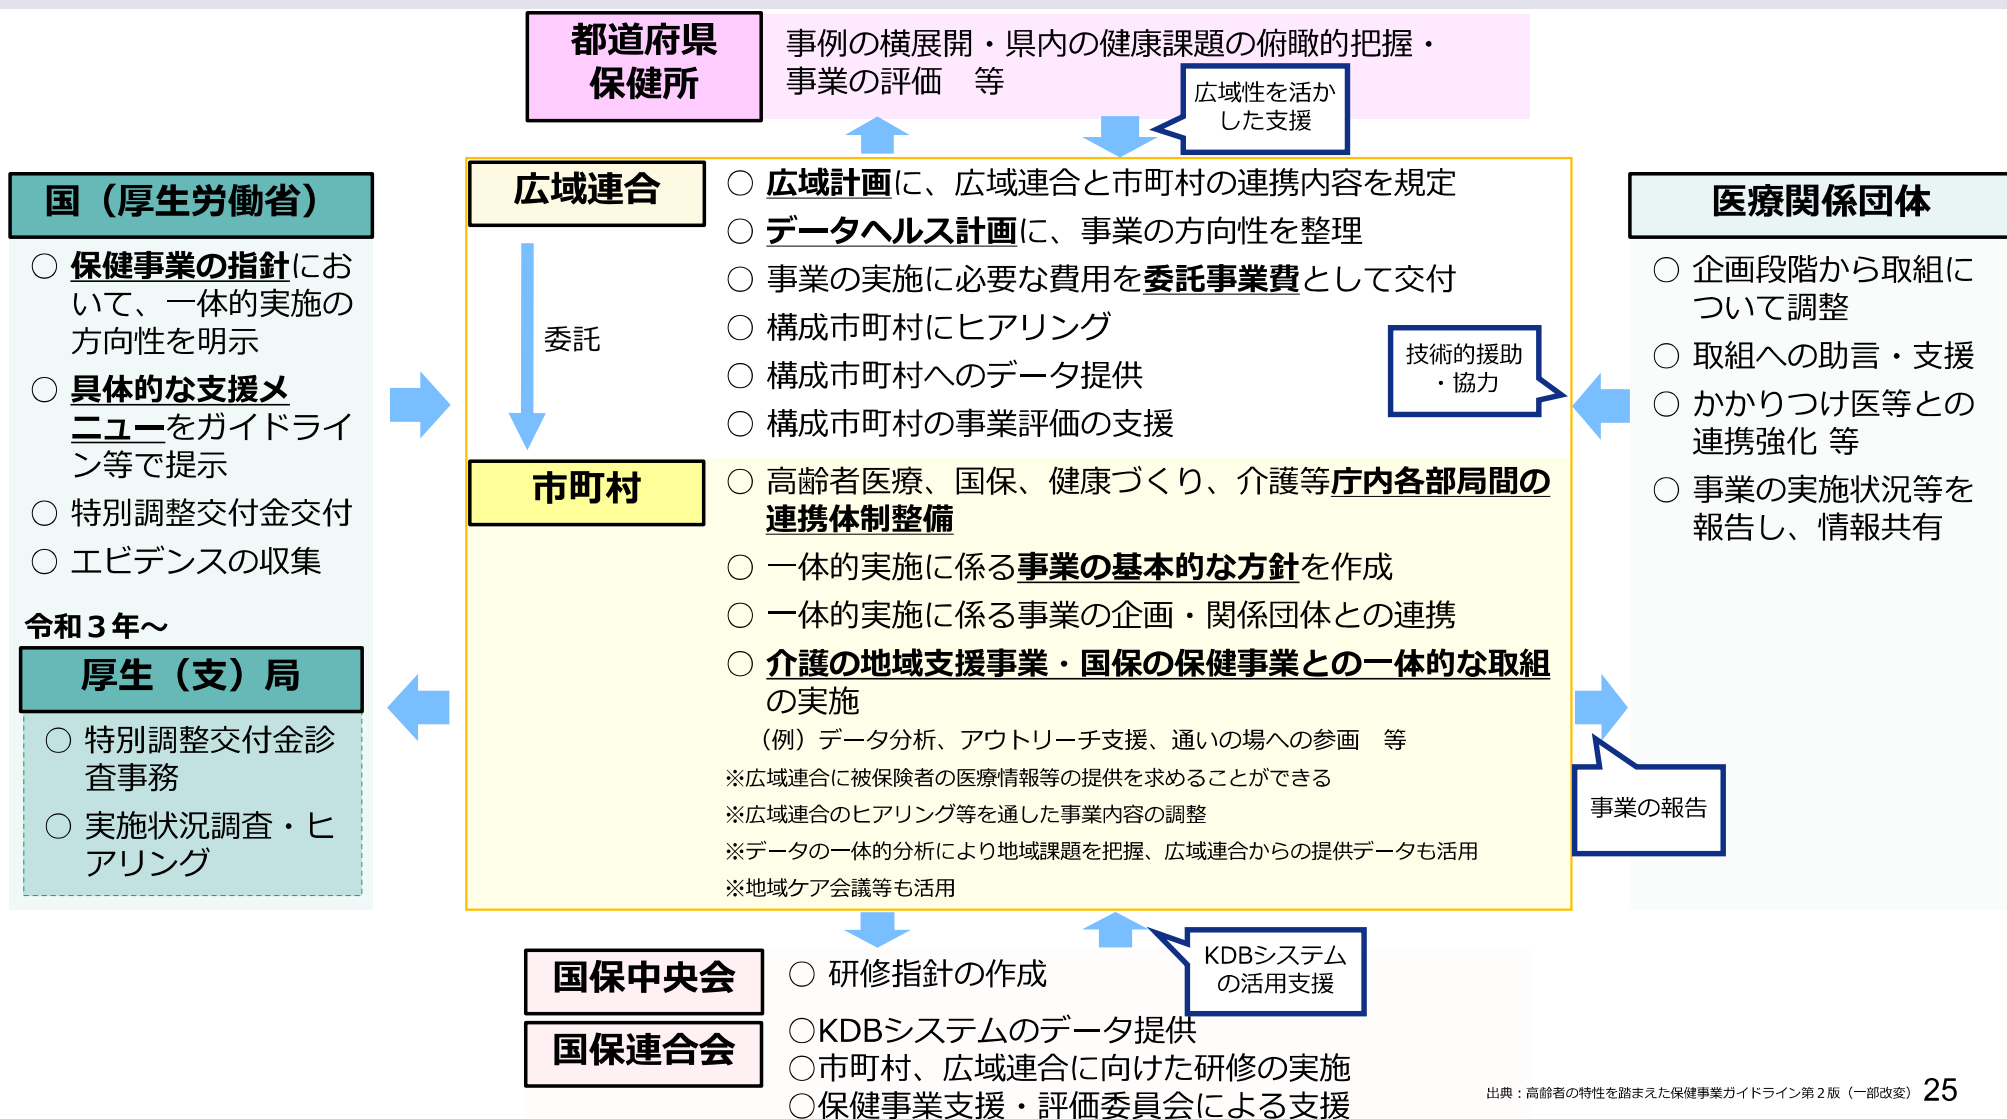 都道府県
保健所
事例の横展開・県内の健康課題の俯瞰的把握・
事業の評価　等
広域性を活か
した支援
国（厚生労働省）
○ 保健事業の指針にお
いて、一体的実施の
方向性を明示
○ 具体的な支援メ
ニューをガイドライ
ン等で提示
○ 特別調整交付金交付
○ エビデンスの収集
令和３年～
厚生（支）局
○ 特別調整交付金診
査事務
○ 実施状況調査・ヒ
アリング
広域連合
委託
○ 広域計画に、広域連合と市町村の連携内容を規定
○ データヘルス計画に、事業の方向性を整理
○ 事業の実施に必要な費用を委託事業費として交付
○ 構成市町村にヒアリング
○ 構成市町村へのデータ提供
○ 構成市町村の事業評価の支援
技術的援助
・協力
市町村
○ 高齢者医療、国保、健康づくり、介護等庁内各部局間の
連携体制整備
○ 一体的実施に係る事業の基本的な方針を作成
○ 一体的実施に係る事業の企画・関係団体との連携
○ 介護の地域支援事業・国保の保健事業との一体的な取組
の実施
（例）データ分析、アウトリーチ支援、通いの場への参画　等
※広域連合に被保険者の医療情報等の提供を求めることができる
※広域連合のヒアリング等を通した事業内容の調整
※データの一体的分析により地域課題を把握、広域連合からの提供データも活用
※地域ケア会議等も活用
医療関係団体
○ 企画段階から取組に
ついて調整
○ 取組への助言・支援
○ かかりつけ医等との
連携強化 等
○ 事業の実施状況等を
報告し、情報共有
事業の報告
国保中央会
○ 研修指針の作成
KDBシステム
の活用支援
国保連合会
○KDBシステムのデータ提供
○市町村、広域連合に向けた研修の実施
○保健事業支援・評価委員会による支援
出典：高齢者の特性を踏まえた保健事業ガイドライン第２版（一部改変） 25